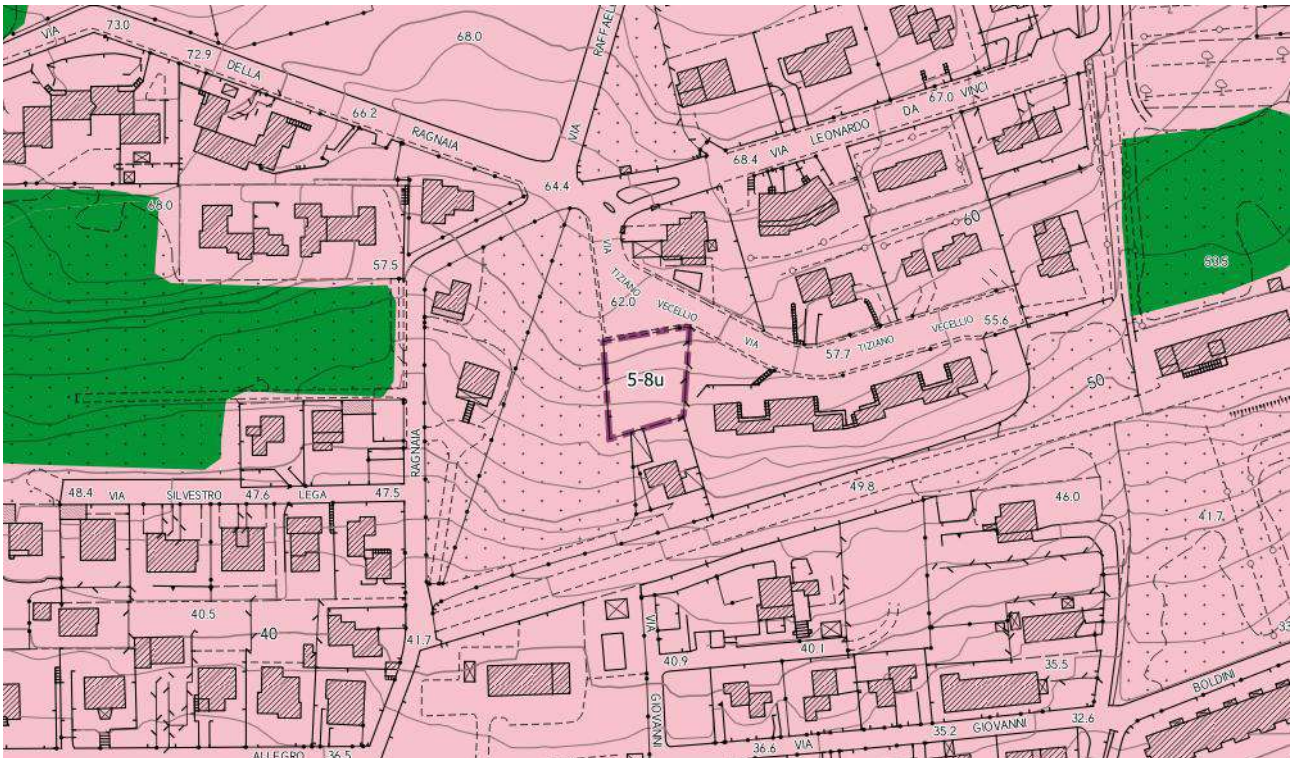 VIA
73.0
72.9
DELLA
68.0
RAFFAELL
66.2
RAGNAIA
VIA
68.4
VIA
LEONARDO
DA
67.0
VINCI
64.4
68.0
60
57.5
VIA
TIZIANO
62.0
VECELLIO
VIA
57.7
TIZIANO
VECELLIO
55.6
53.5
5-8u
50
RAGNAIA
48.4
VIA
SILVESTRO
47.6
LEGA
47.5
49.8
46.0
41.7
40.5
40
41.7
VIA
40.9
40.1
35.5
GIOVANNI
BOLDINI
36.6
VIA
35.2
GIOVANNI
32.6
ALLEGRO
36.5